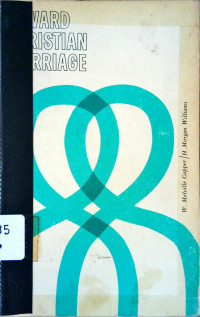 WARD
RISTIAN
RRIAGE
W. Melville Capper / H. Morgan Williams
35